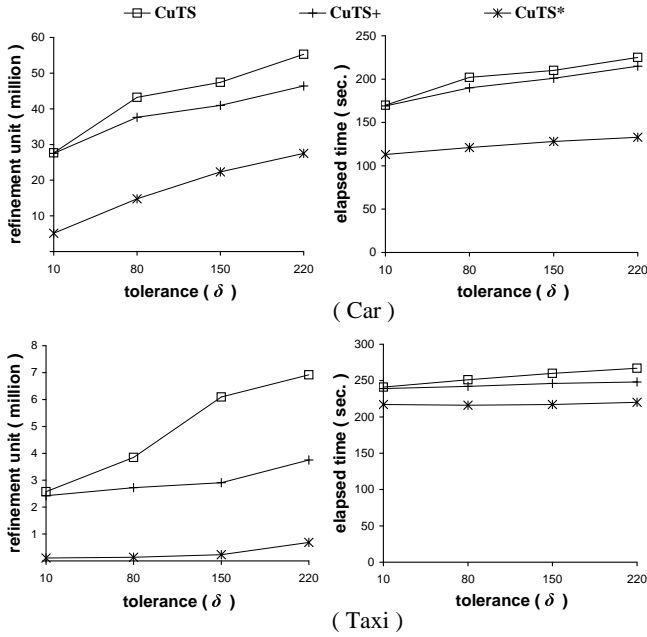 CuTS CuTS+ CuTS*
refinement unit ( million )
60
50
40
30
20
10
10 80 150 220
tolerance ( δ )
elapsed time ( sec. )
250
200
150
100
50
0
10 80 150 220
tolerance ( δ )
( Car )
refinement unit ( million )
8
7
6
5
4
3
2
1
10 80 150 220
tolerance ( δ )
elapsed time ( sec. )
300
250
200
150
100
50
0
10 80 150 220
tolerance ( δ )
( Taxi )